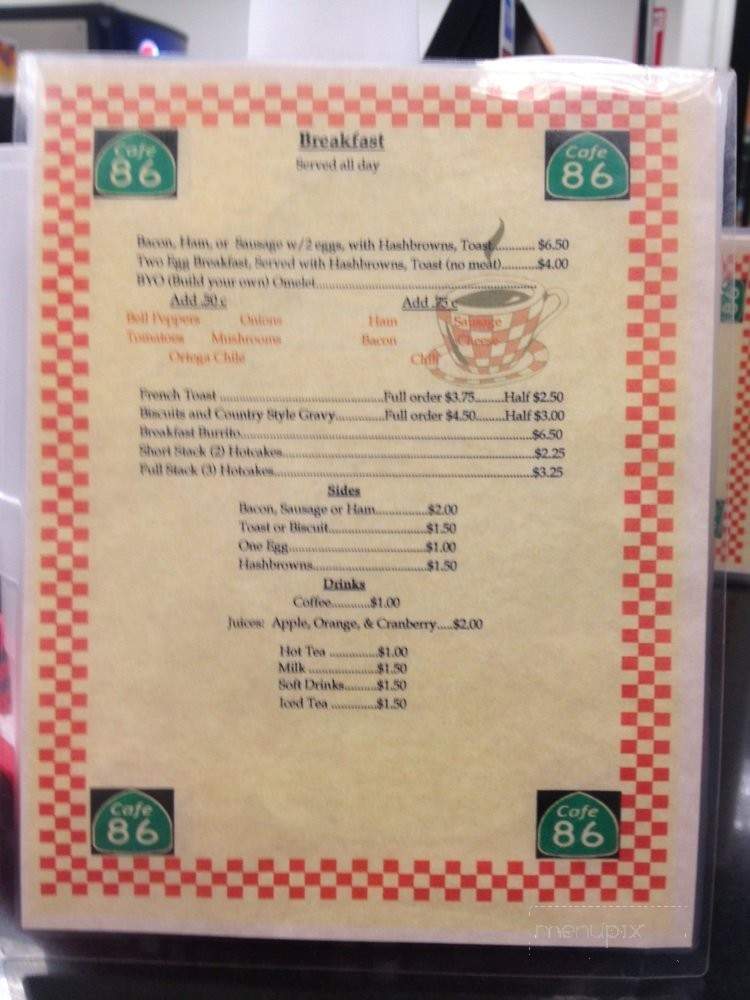 Cafe
86
Breakfast
Served all day
Cafe
86
Bacon, Ham, or Sausage w/2 eggs, with Hashbrowns, Toast............ $6.50
Two Egg Breakfast, Served with Hashbrowns, Toast (no meat)..........$4.00
BYO (Build your own) Omelet..........................................................
Add .50 c Add .75 c
Bell Peppers Onions Ham Sausage
Tomatoes Mushrooms Bacon Cheese
Ortega Chile Chili
French Toast ............................................Full order $3.75.........Half $2.50
Biscuits and Country Style Gravy.............Full order $4.50.........Half $3.00
Breakfast Burrito..............................................................................$6.50
Short Stack (2) Hotcakes...................................................................$2.25
Full Stack (3) Hotcakes.....................................................................$3.25
Sides
Bacon, Sausage or Ham...............$2.00
Toast or Biscuit...........................$1.50
One Egg.....................................$1.00
Hashbrowns...............................$1.50
Drinks
Coffee............$1.00
Juices: Apple, Orange, & Cranberry.....$2.00
Hot Tea ..............$1.00
Milk ...................$1.50
Soft Drinks..........$1.50
Iced Tea .............$1.50
Cafe
86
Cafe
86
menupix